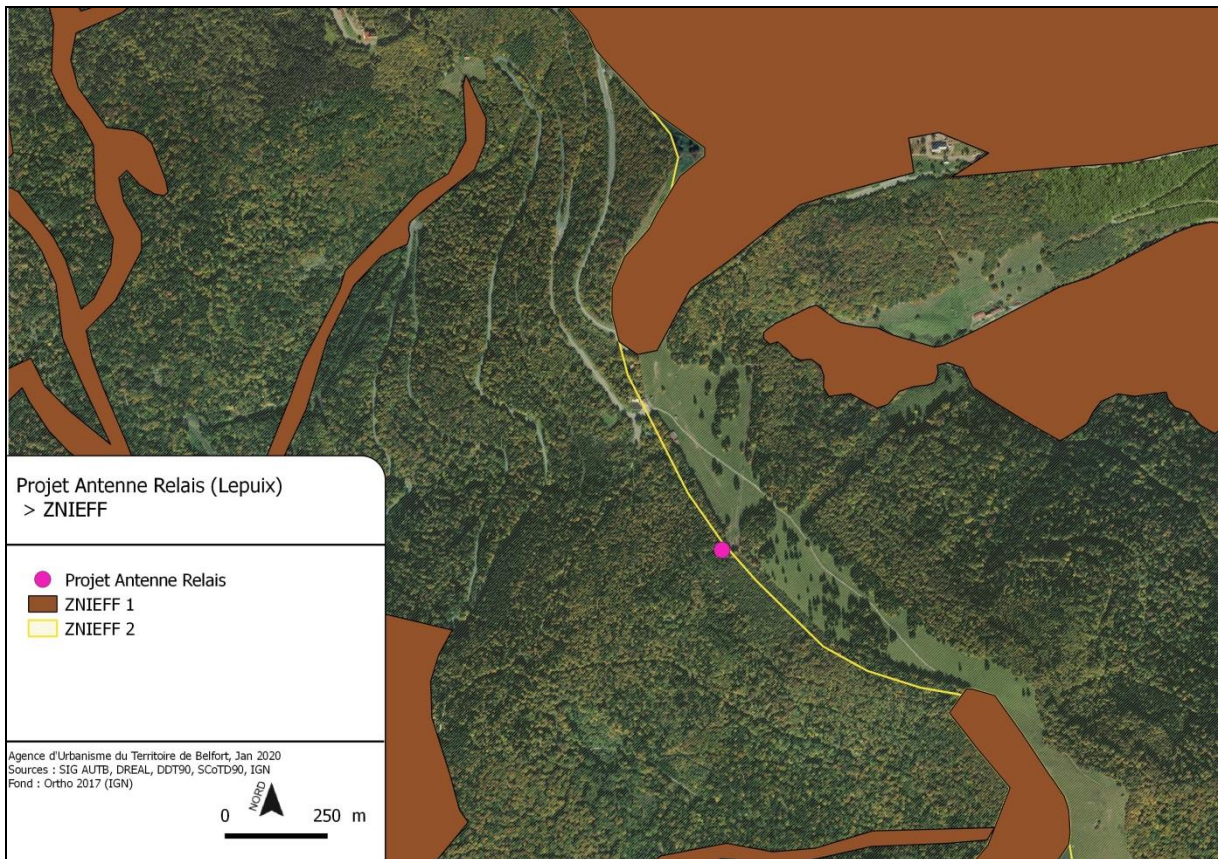 Projet Antenne Relais (Lepuix)
> ZNIEFF
Projet Antenne Relais
ZNIEFF 1
ZNIEFF 2
Agence d'Urbanisme du Territoire de Belfort, Jan 2020
Sources : SIG AUTB, DREAL, DDT90, SCoTD90, IGN
Fond : Ortho 2017 (IGN)
NORD
0 250 m